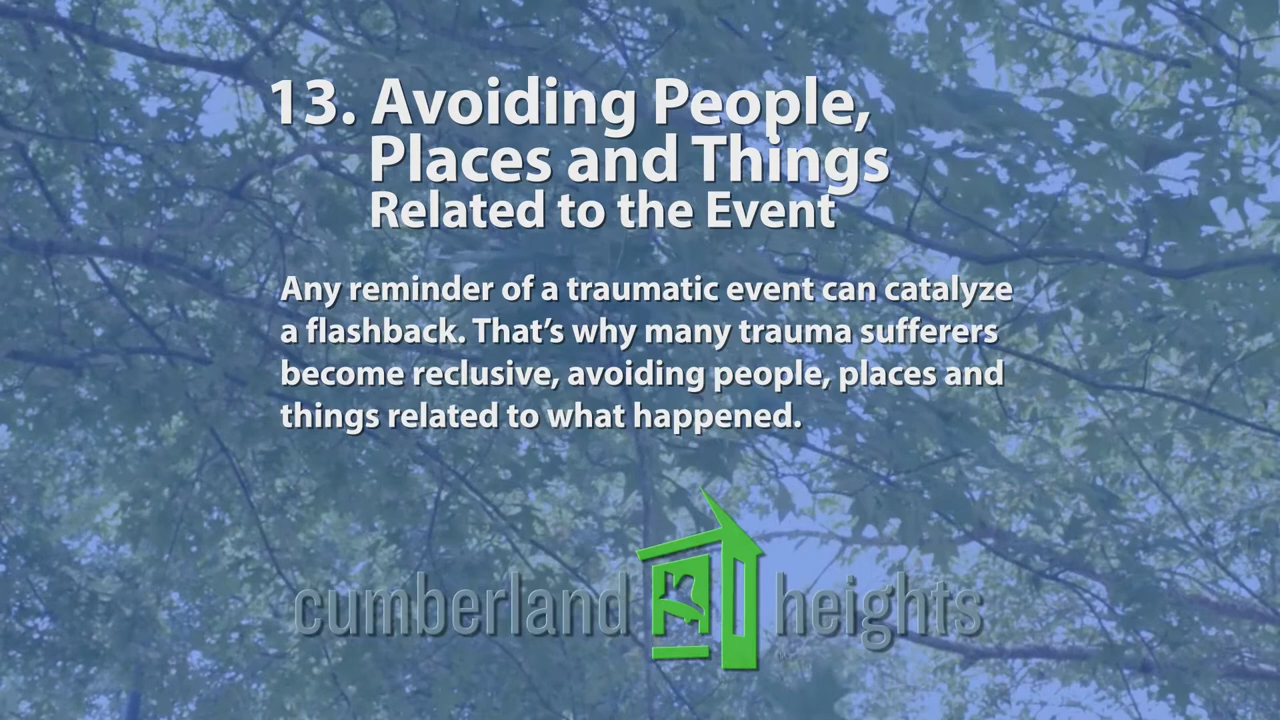 13. Avoiding People,
Places and Things
Related to the Event
Any reminder of a traumatic event can catalyze
a flashback. That’s why many trauma sufferers
become reclusive, avoiding people, places and
things related to what happened.
cumberland heights